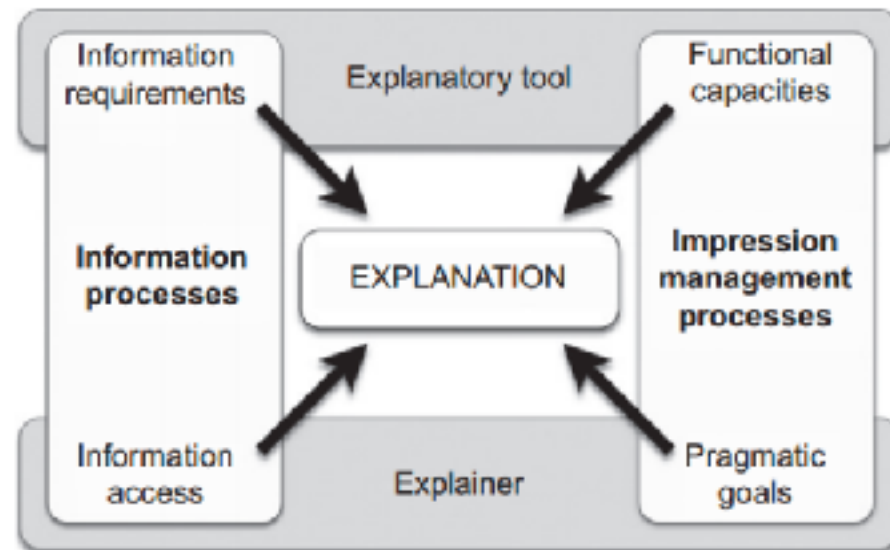 Information
requirements
Explanatory tool
Functional
capacities
Information
processes
EXPLANATION
Impression
management
processes
Information
access
Explainer
Pragmatic
goals